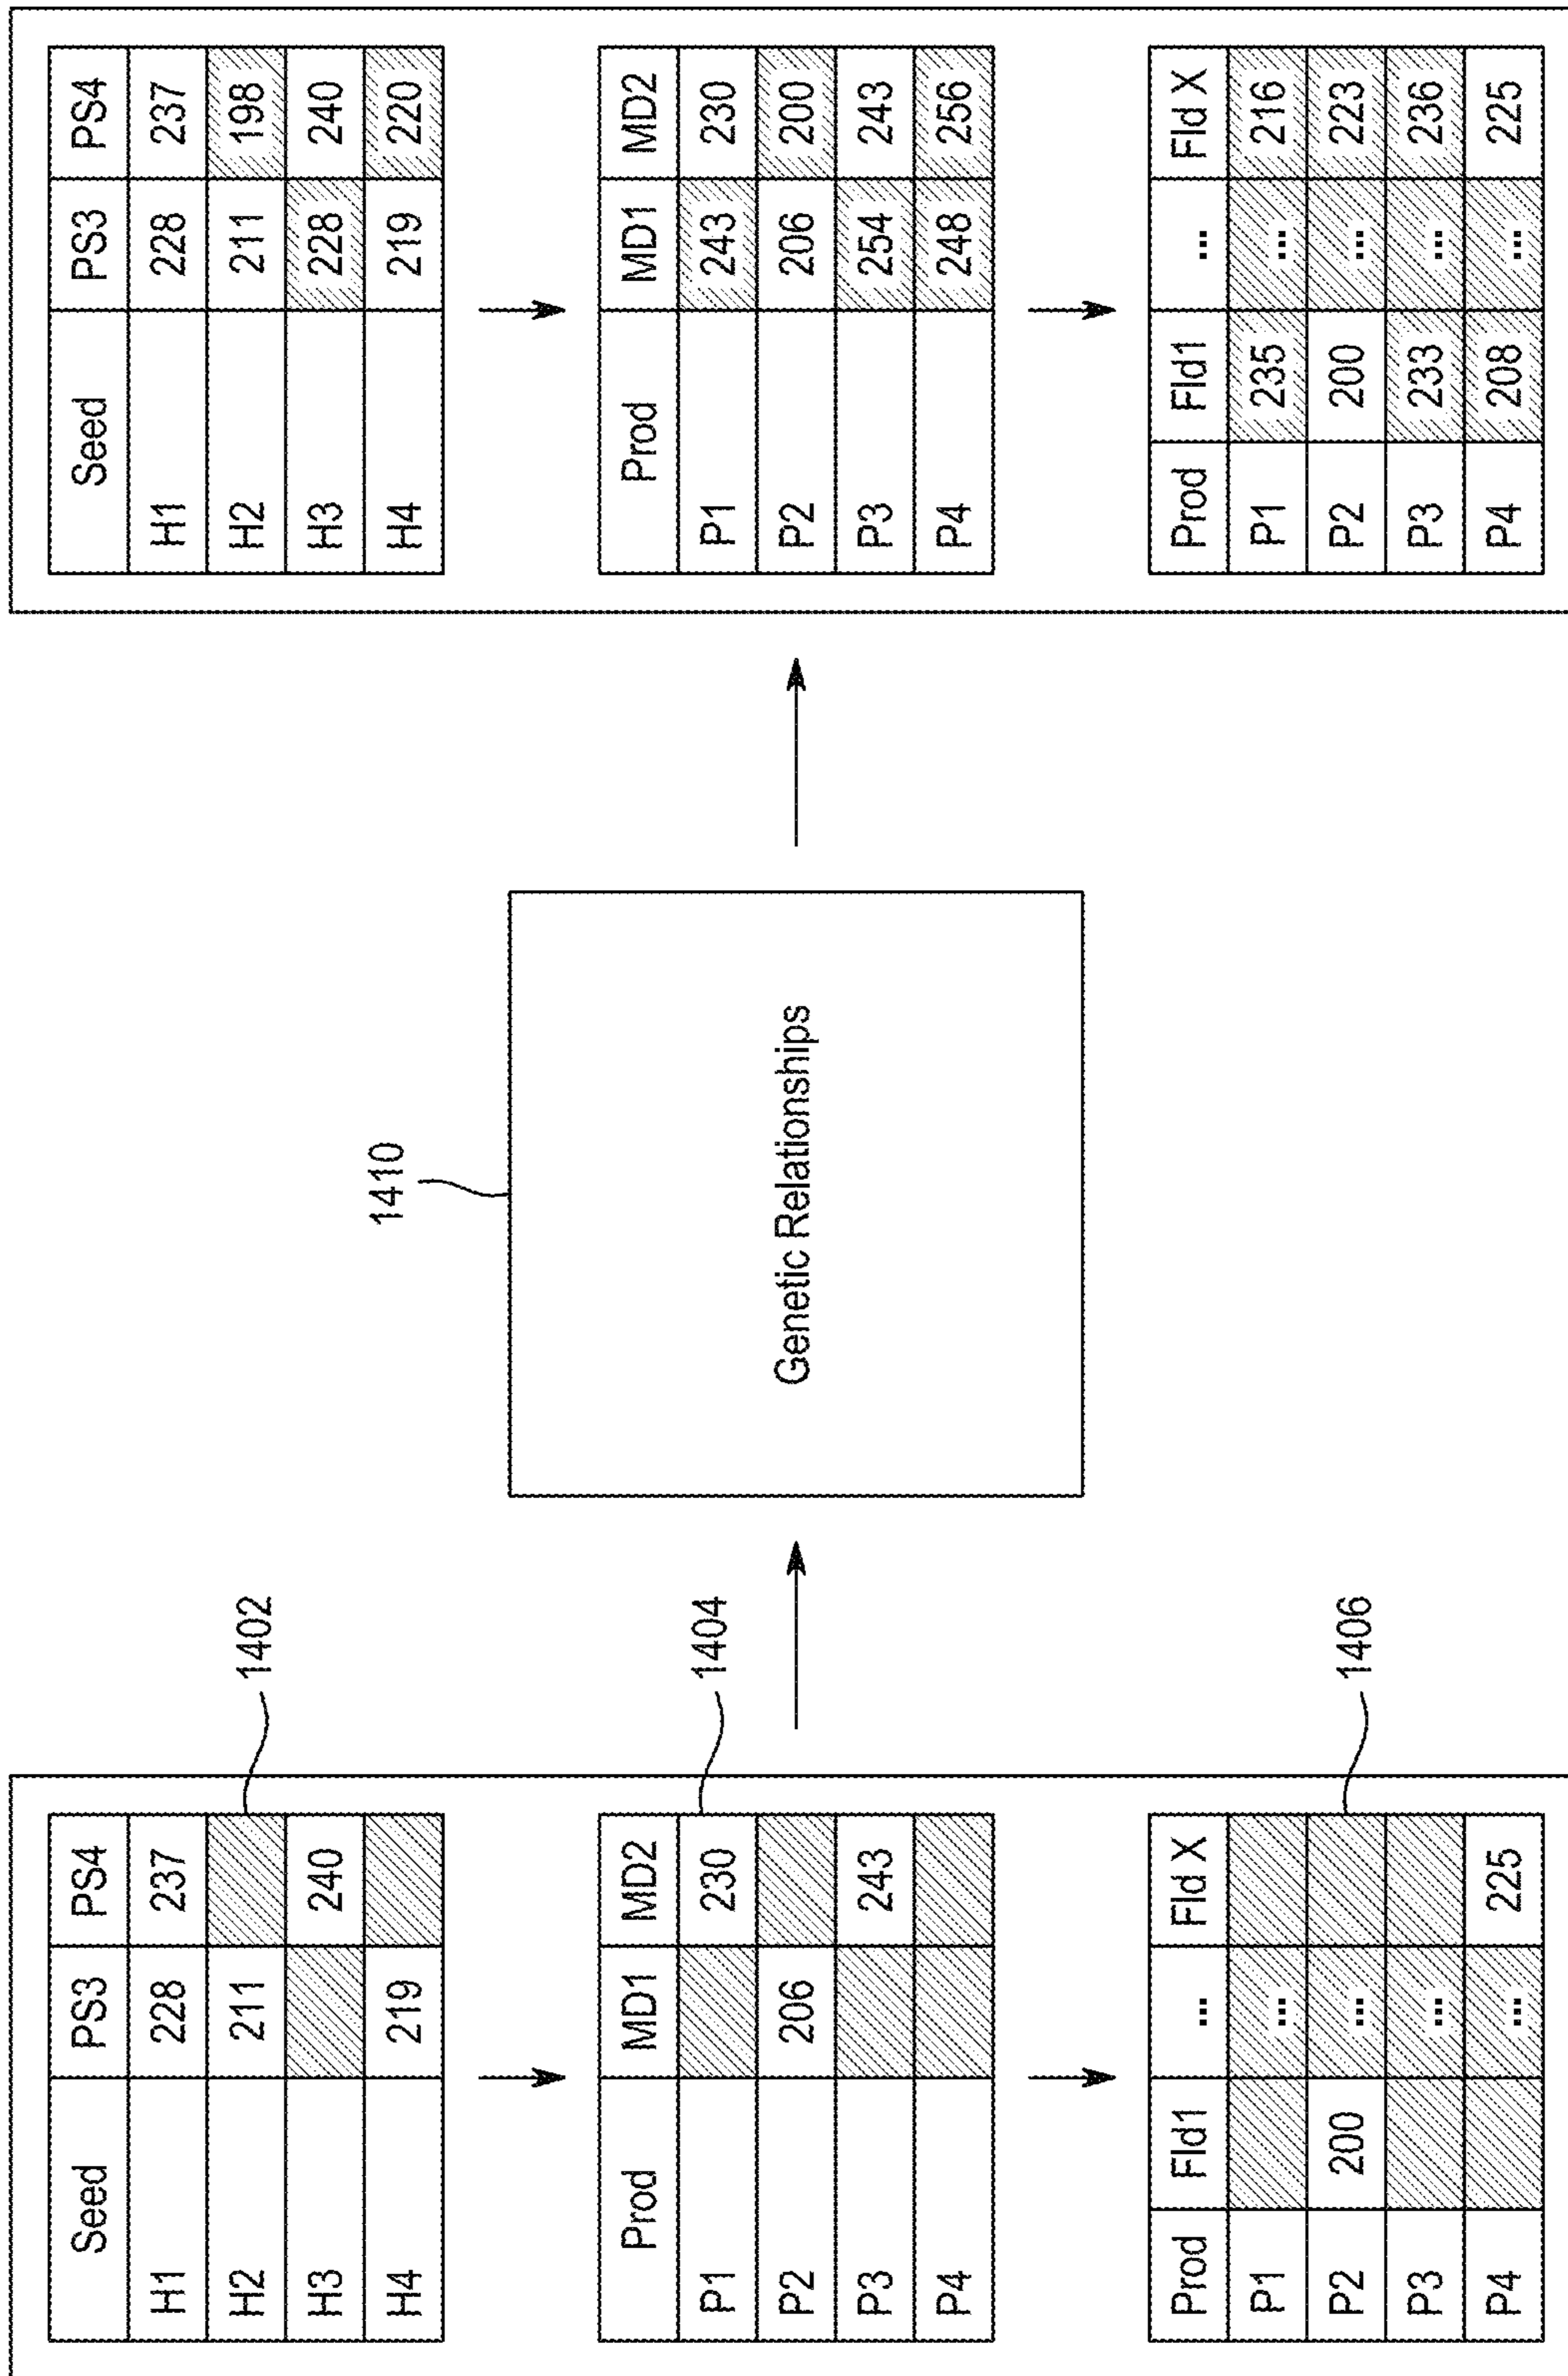 Seed PS3 PS4
H1 228 237
H2 211
H3 240
H4 219
1402
Prod MD1 MD2
P1 230
P2 206
P3 243
P4
1404
Prod Fld1 ... Fld X
P1 ...
P2 200 ...
P3 ...
P4 ... 225
1406
1410
Genetic Relationships
Seed PS3 PS4
H1 228 237
H2 211 198
H3 228 240
H4 219 220
Prod MD1 MD2
P1 243 230
P2 206 200
P3 254 243
P4 248 256
Prod Fld1 ... Fld X
P1 235 ... 216
P2 200 ... 223
P3 233 ... 236
P4 208 ... 225